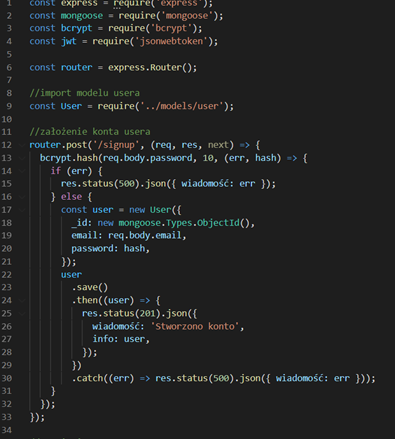 1 const express = require('express');
2 const mongoose = require('mongoose');
3 const bcrypt = require('bcrypt');
4 const jwt = require('jsonwebtoken');
5
6 const router = express.Router();
7
8 //import modelu usera
9 const User = require('../models/user');
10
11 //założenie konta usera
12 router.post('/signup', (req, res, next) => {
13   bcrypt.hash(req.body.password, 10, (err, hash) => {
14     if (err) {
15       res.status(500).json({ wiadomość: err });
16     } else {
17       const user = new User({
18         _id: new mongoose.Types.ObjectId(),
19         email: req.body.email,
20         password: hash,
21       });
22       user
23         .save()
24         .then((user) => {
25           res.status(201).json({
26             wiadomość: 'Stworzono konto',
27             info: user,
28           });
29         })
30         .catch((err) => res.status(500).json({ wiadomość: err }));
31     }
32   });
33 });
34